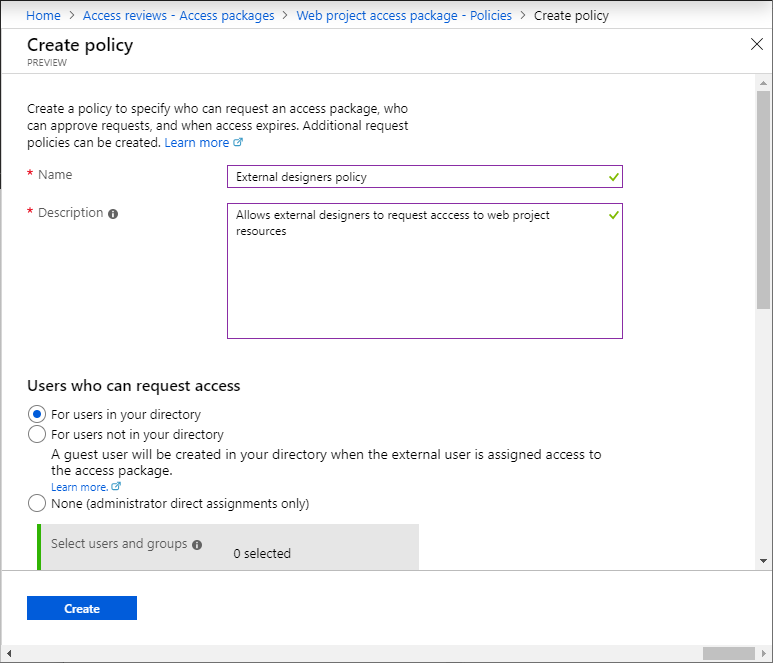 Home > Access reviews - Access packages > Web project access package - Policies > Create policy
Create policy
PREVIEW
Create a policy to specify who can request an access package, who
can approve requests, and when access expires. Additional request
policies can be created. Learn more
* Name
External designers policy
* Description
Allows external designers to request acccess to web project
resources
Users who can request access
For users in your directory
For users not in your directory
A guest user will be created in your directory when the external user is assigned access to
the access package.
Learn more.
None (administrator direct assignments only)
Select users and groups
0 selected
Create